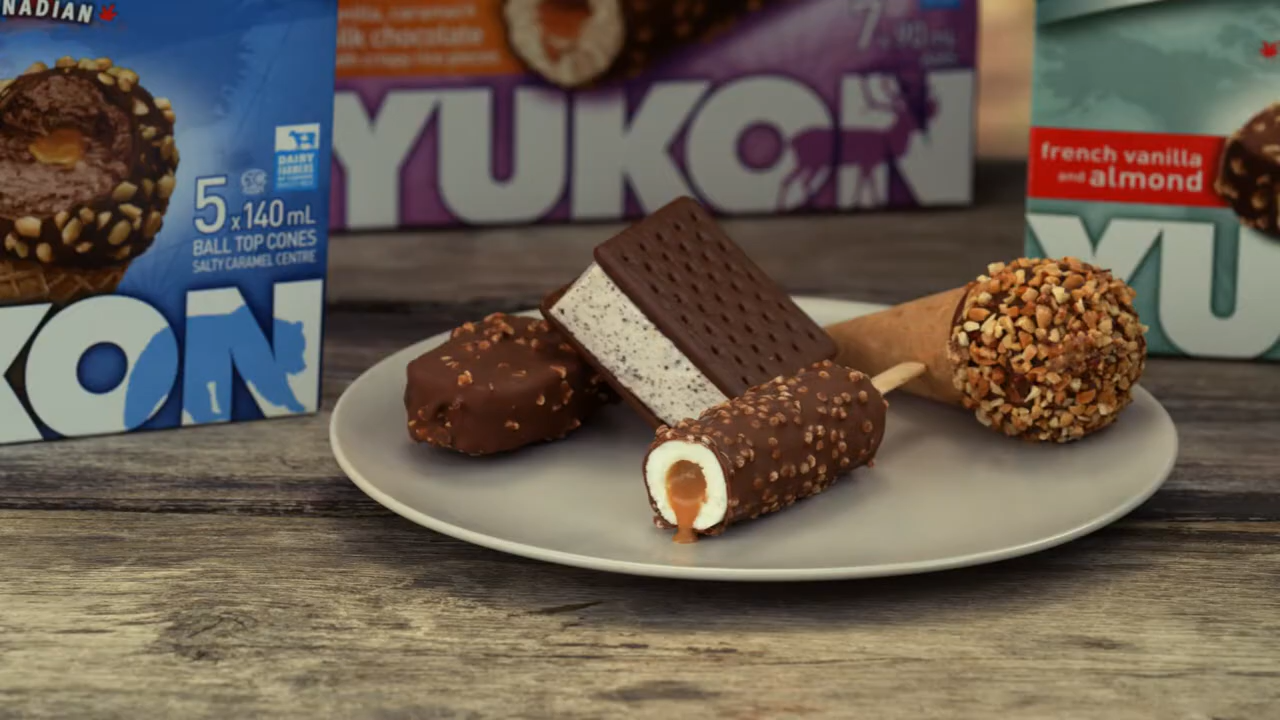 NADIAN
5 x 140 mL
BALL TOP CONES
SALTY CARAMEL CENTRE
DAIRY
FARMERS
KON
milk chocolate
YUKON
french vanilla
and almond
YU